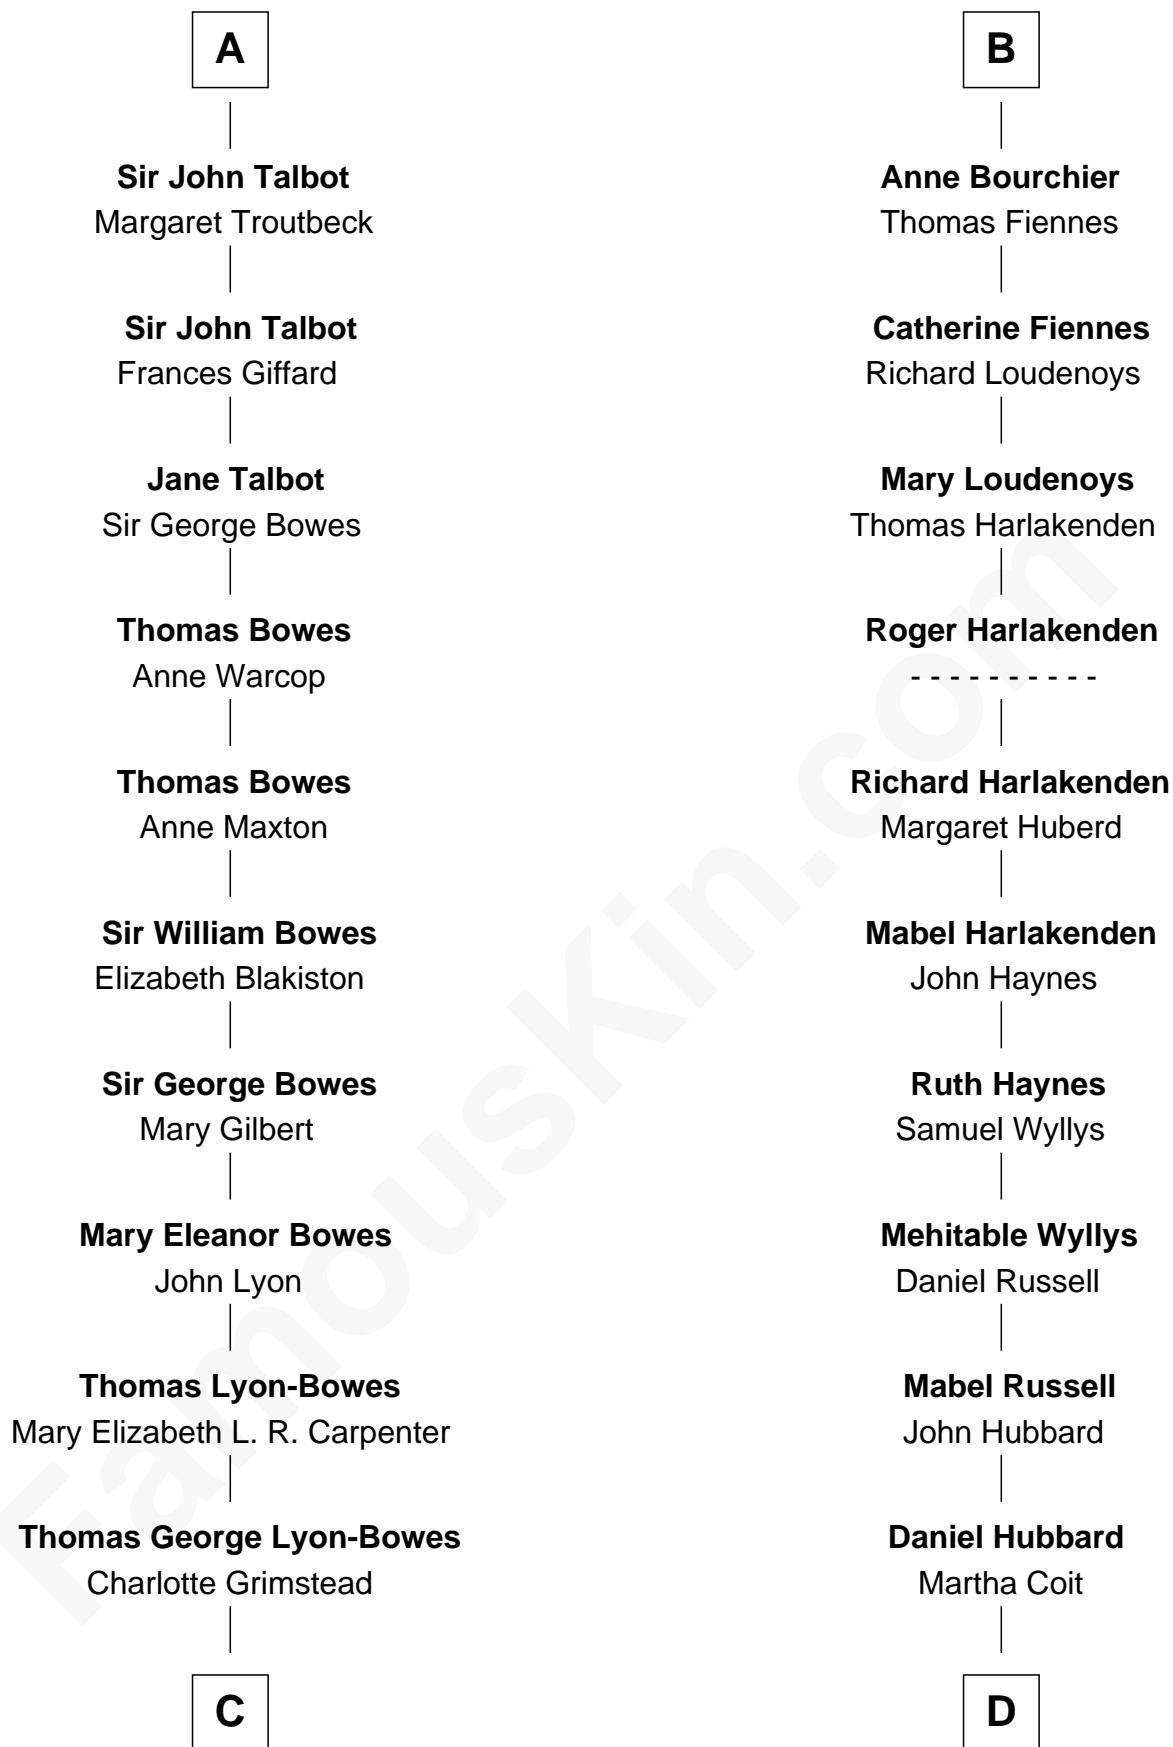 A
Sir John Talbot
Margaret Troutbeck
Sir John Talbot
Frances Giffard
Jane Talbot
Sir George Bowes
Thomas Bowes
Anne Warcop
Thomas Bowes
Anne Maxton
Sir William Bowes
Elizabeth Blakiston
Sir George Bowes
Mary Gilbert
Mary Eleanor Bowes
John Lyon
Thomas Lyon-Bowes
Mary Elizabeth L. R. Carpenter
Thomas George Lyon-Bowes
Charlotte Grimstead
C
B
Anne Bourchier
Thomas Fiennes
Catherine Fiennes
Richard Loudenoys
Mary Loudenoys
Thomas Harlakenden
Roger Harlakenden
- - - - - - - - - -
Richard Harlakenden
Margaret Huberd
Mabel Harlakenden
John Haynes
Ruth Haynes
Samuel Wyllys
Mehitable Wyllys
Daniel Russell
Mabel Russell
John Hubbard
Daniel Hubbard
Martha Coit
D
FamousKin.com